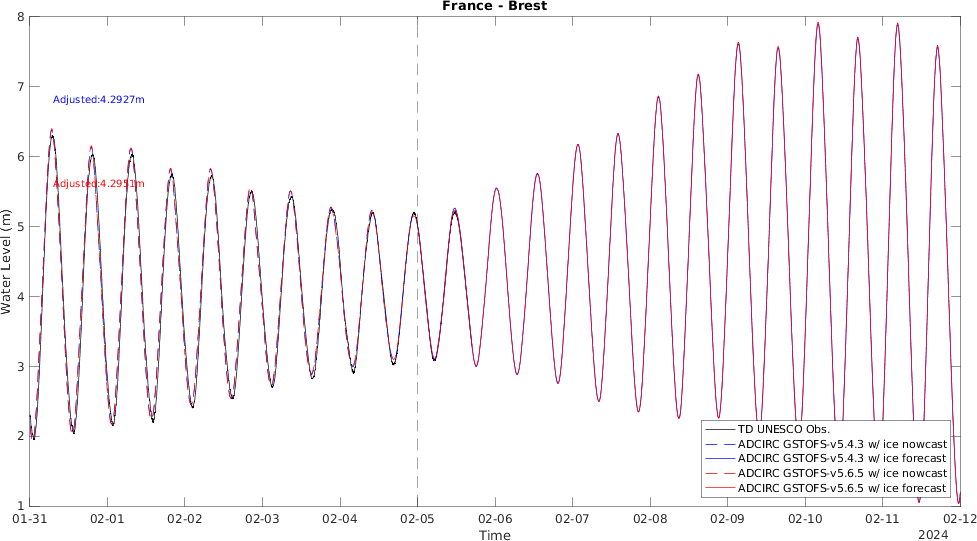 France - Brest
8
7
6
5
4
3
2
1
Water Level (m)
Adjusted:4.2927m
Adjusted:4.2951m
TD UNESCO Obs.
ADCIRC GSTOFS-v5.4.3 w/ ice nowcast
ADCIRC GSTOFS-v5.4.3 w/ ice forecast
ADCIRC GSTOFS-v5.6.5 w/ ice nowcast
ADCIRC GSTOFS-v5.6.5 w/ ice forecast
01-31 02-01 02-02 02-03 02-04 02-05 02-06 02-07 02-08 02-09 02-10 02-11 02-12
Time
2024